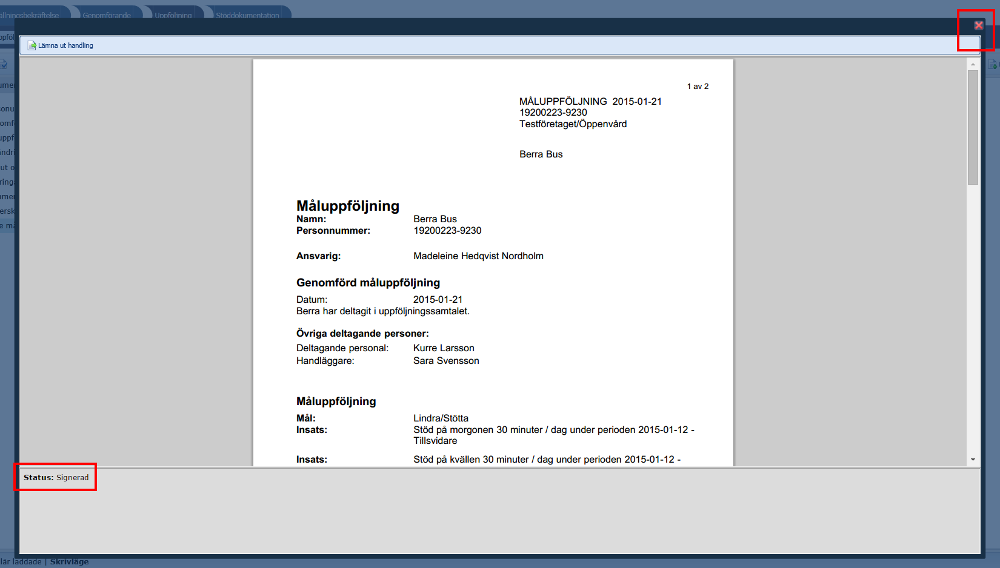 Genomförande
Uppföljning
Stöddokumentation
Lämna ut handling
1 av 2
MÅLUPPFÖLJNING 2015-01-21
19200223-9230
Testföretaget/Öppenvård
Berra Bus
Måluppföljning
Namn: Berra Bus
Personnummer: 19200223-9230
Ansvarig: Madeleine Hedqvist Nordholm
Genomförd måluppföljning
Datum: 2015-01-21
Berra har deltagit i uppföljningssamtalet.
Övriga deltagande personer:
Deltagande personal: Kurre Larsson
Handläggare: Sara Svensson
Måluppföljning
Mål: Lindra/Stötta
Insats: Stöd på morgonen 30 minuter / dag under perioden 2015-01-12 -
Tillsvidare
Insats: Stöd på kvällen 30 minuter / dag under perioden 2015-01-12 -
Status: Signerad
lär laddade | Skrivläge